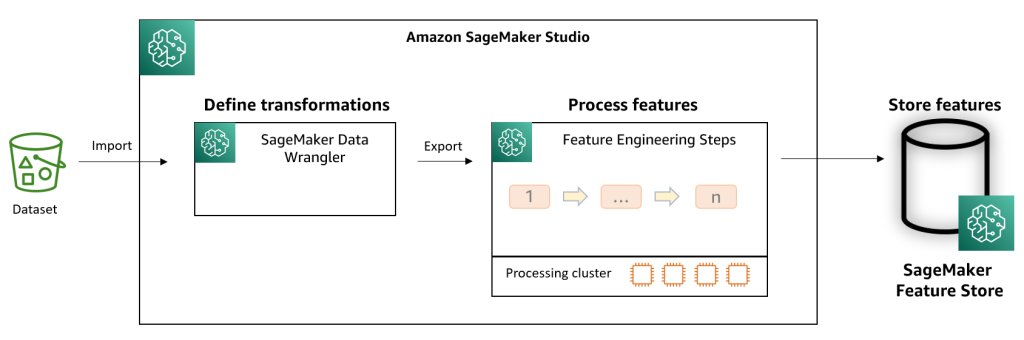 Amazon SageMaker Studio
Define transformations
Process features
Store features
Import
SageMaker Data
Wrangler
Export
Feature Engineering Steps
1
...
n
Dataset
Processing cluster
SageMaker
Feature Store